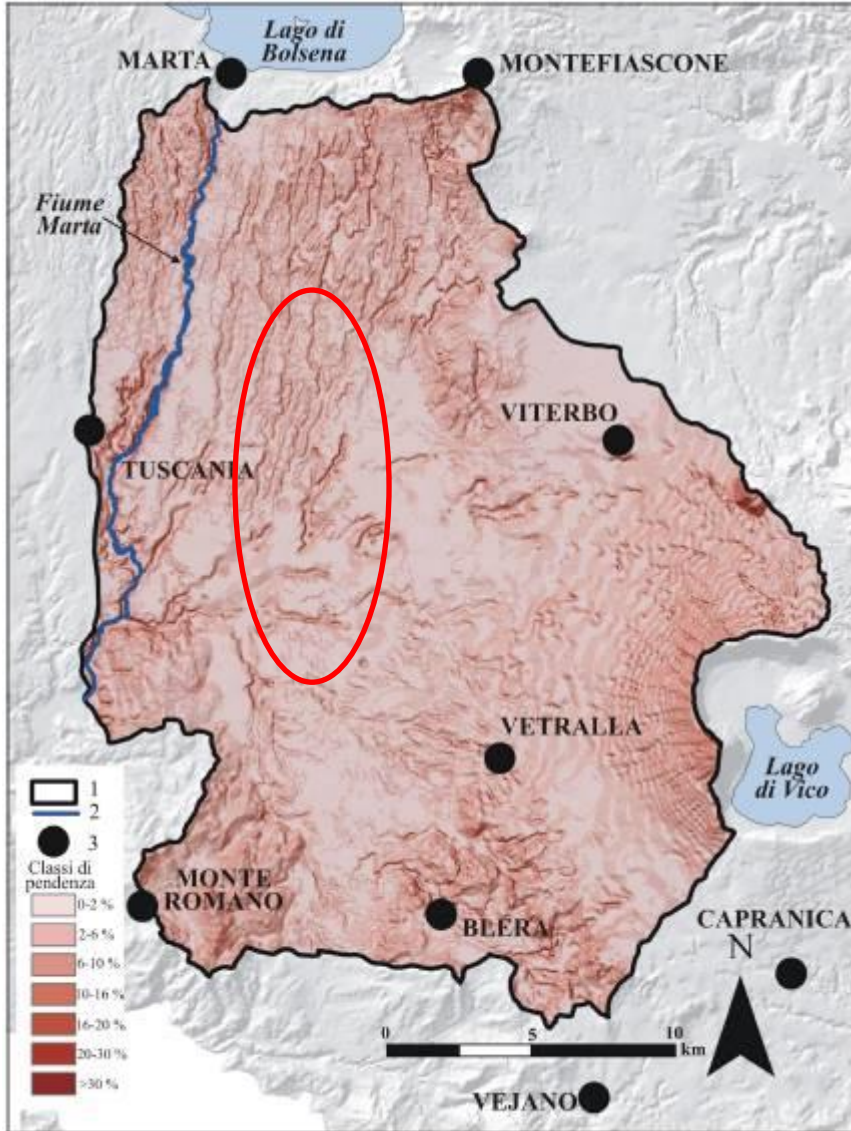 Lago di
Bolsena
MARTA
MONTEFIASCONE
Fiume
Marta
VITERBO
TUSCANIA
VETRALLA
Lago
di Vico
1
2
3
Classi di
pendenza
0-2 %
2-6 %
6-10 %
10-16 %
16-20 %
20-30 %
>30 %
MONTE
ROMANO
BLERA
CAPRANICA
N
0
5
10
km
VEJANO